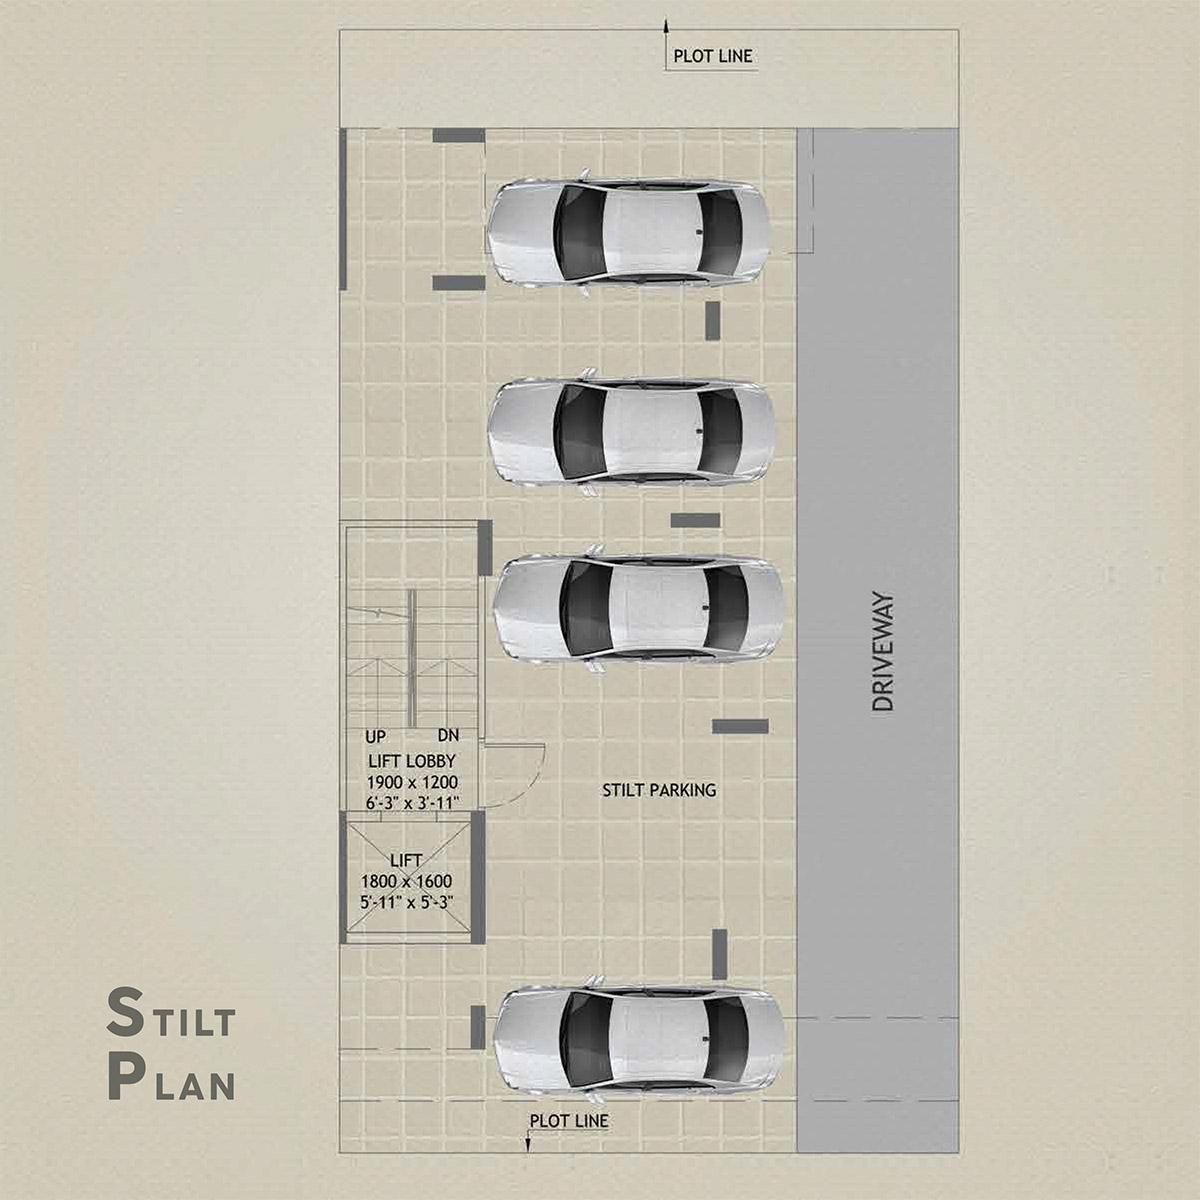 PLOT LINE
DRIVEWAY
UP DN
LIFT LOBBY
1900 x 1200
6'-3" x 3'-11"
STILT PARKING
LIFT
1800 x 1600
5'-11" x 5'-3"
STILT
PLAN
PLOT LINE